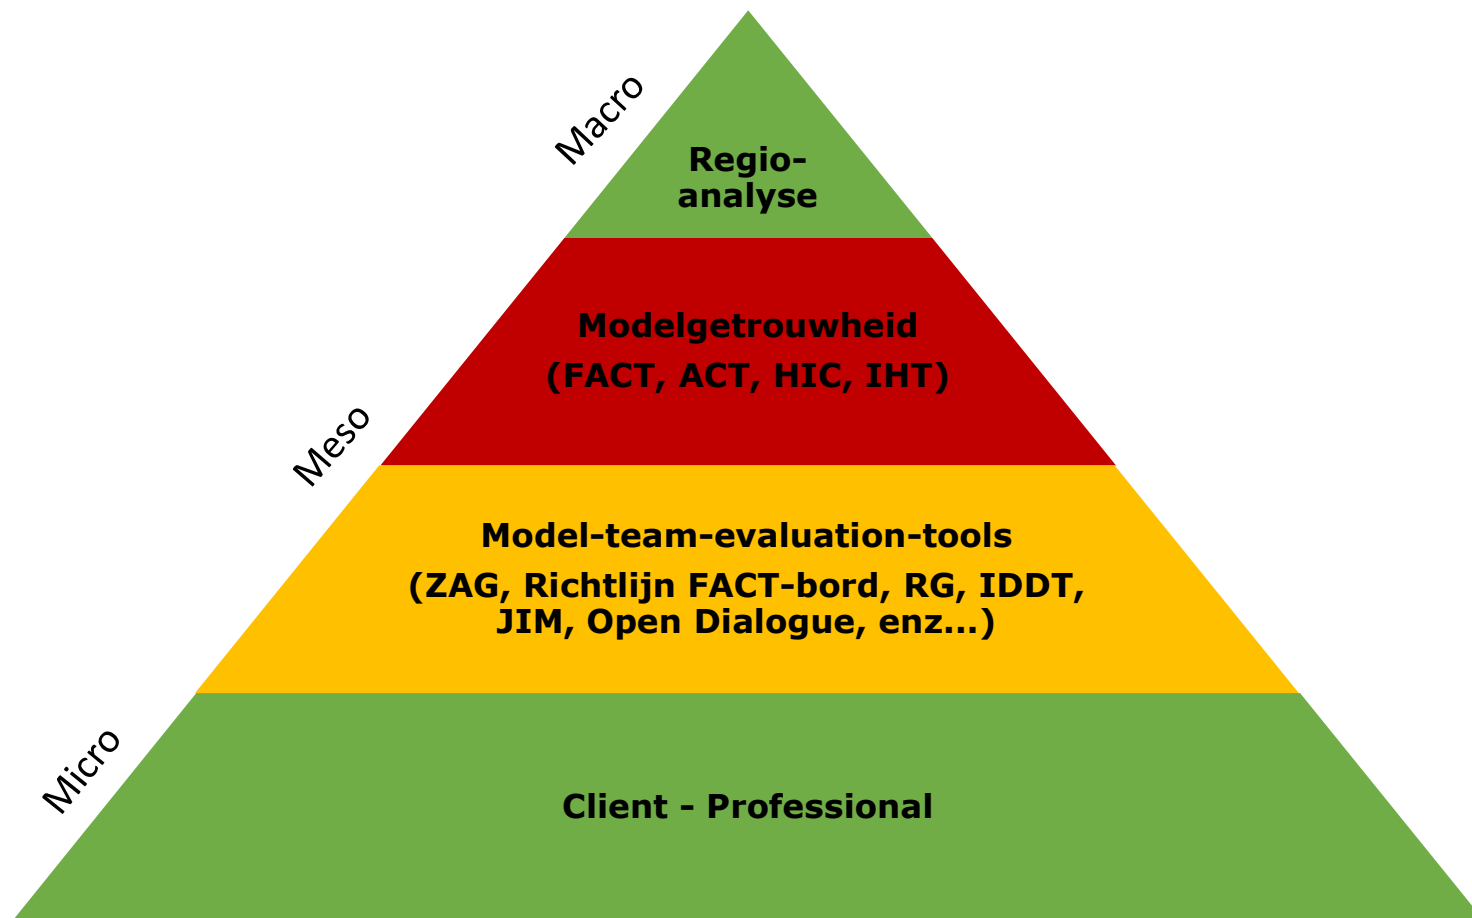 Macro
Regio-
analyse
Modelgetrouwheid
(FACT, ACT, HIC, IHT)
Meso
Model-team-evaluation-tools
(ZAG, Richtlijn FACT-bord, RG, IDDT,
JIM, Open Dialogue, enz...)
Micro
Client - Professional